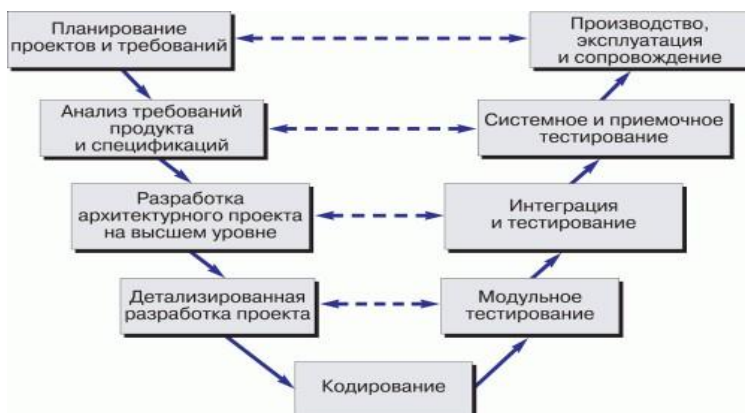 Планирование
проектов и требований
Производство,
эксплуатация
и сопровождение
Анализ требований
продукта
и спецификаций
Системное и приемочное
тестирование
Разработка
архитектурного проекта
на высшем уровне
Интеграция
и тестирование
Детализированная
разработка проекта
Модульное
тестирование
Кодирование